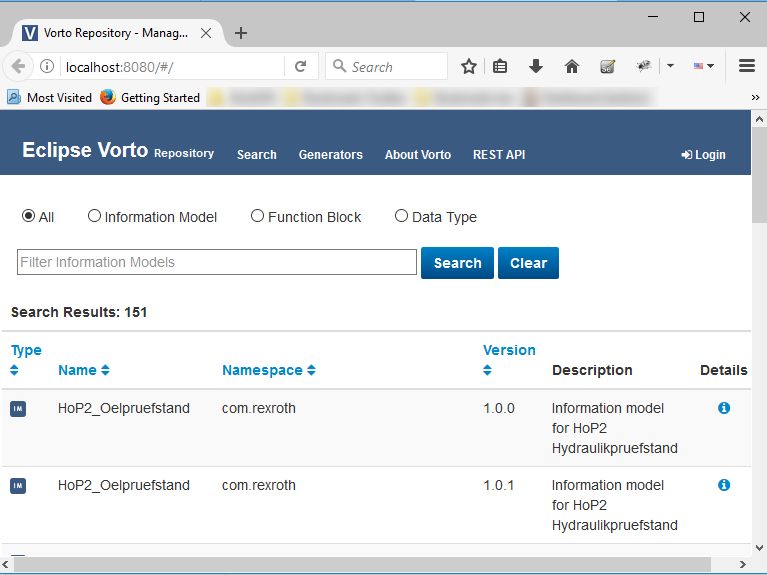 Vorto Repository - Manag...
localhost:8080/#/
Search
Most Visited Getting Started
Eclipse Vorto Repository Search Generators About Vorto REST API Login
All Information Model Function Block Data Type
Filter Information Models Search Clear
Search Results: 151
Type Name Namespace Version Description Details
IM HoP2_Oelpruefstand com.rexroth 1.0.0 Information model
for HoP2
Hydraulikpruefstand
IM HoP2_Oelpruefstand com.rexroth 1.0.1 Information model
for HoP2
Hydraulikpruefstand